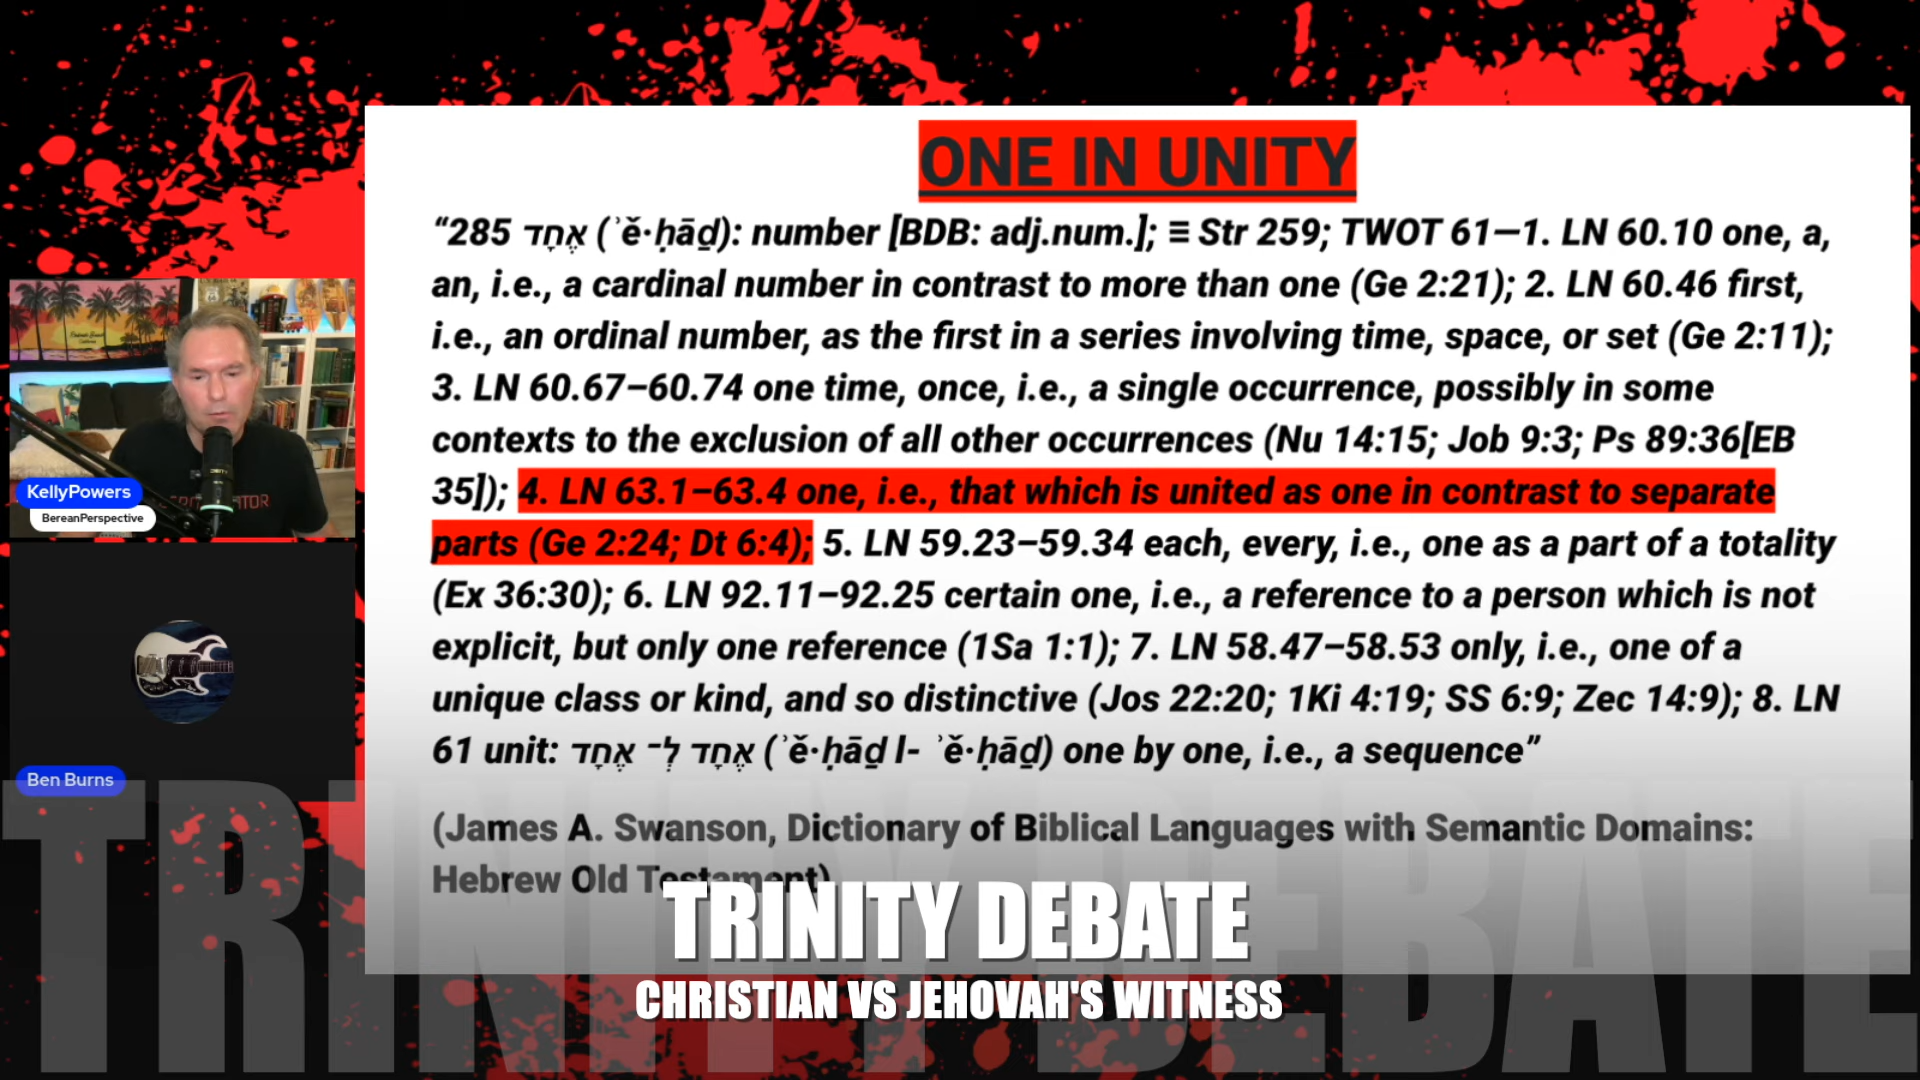 ONE IN UNITY
“285 אֶחָד (ʾě·ḥāḏ): number [BDB: adj.num.]; ≡ Str 259; TWOT 61—1. LN 60.10 one, a,
an, i.e., a cardinal number in contrast to more than one (Ge 2:21); 2. LN 60.46 first,
i.e., an ordinal number, as the first in a series involving time, space, or set (Ge 2:11);
3. LN 60.67–60.74 one time, once, i.e., a single occurrence, possibly in some
contexts to the exclusion of all other occurrences (Nu 14:15; Job 9:3; Ps 89:36[EB
35]); 4. LN 63.1–63.4 one, i.e., that which is united as one in contrast to separate
parts (Ge 2:24; Dt 6:4); 5. LN 59.23–59.34 each, every, i.e., one as a part of a totality
(Ex 36:30); 6. LN 92.11–92.25 certain one, i.e., a reference to a person which is not
explicit, but only one reference (1Sa 1:1); 7. LN 58.47–58.53 only, i.e., one of a
unique class or kind, and so distinctive (Jos 22:20; 1Ki 4:19; SS 6:9; Zec 14:9); 8. LN
61 unit: אֶחָד לְ־ אֶחָד (ʾě·ḥāḏ l- ʾě·ḥāḏ) one by one, i.e., a sequence”
(James A. Swanson, Dictionary of Biblical Languages with Semantic Domains:
Hebrew Old Testament)
KellyPowers
BereanPerspective
Ben Burns
TRINITY DEBATE
TRINITY DEBATE
CHRISTIAN VS JEHOVAH'S WITNESS